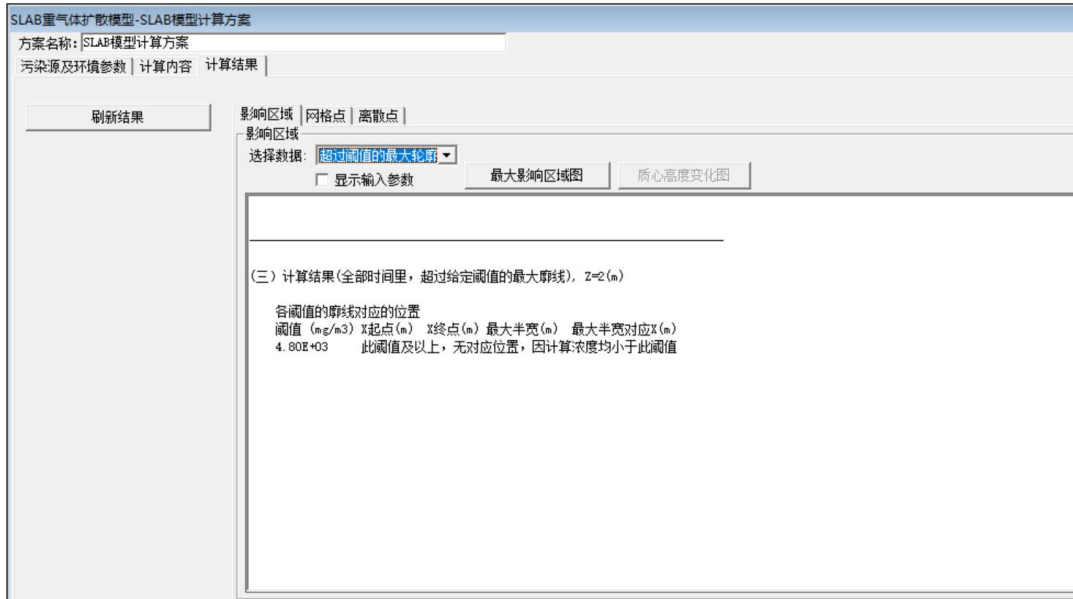 SLAB重气体扩散模型-SLAB模型计算方案
方案名称: SLAB模型计算方案
污染源及环境参数 计算内容 计算结果
刷新结果
影响区域 网格点 离散点
影响区域
选择数据: 超过阈值的最大轮廓
显示输入参数 最大影响区域图 质心高度变化图
(三) 计算结果(全部时间里，超过给定阈值的最大廓线), Z=2(m)
各阈值的廓线对应的位置
阈值 (mg/m3) X起点(m) X终点(m) 最大半宽(m) 最大半宽对应X(m)
4.80E+03 此阈值及以上，无对应位置，因计算浓度均小于此阈值